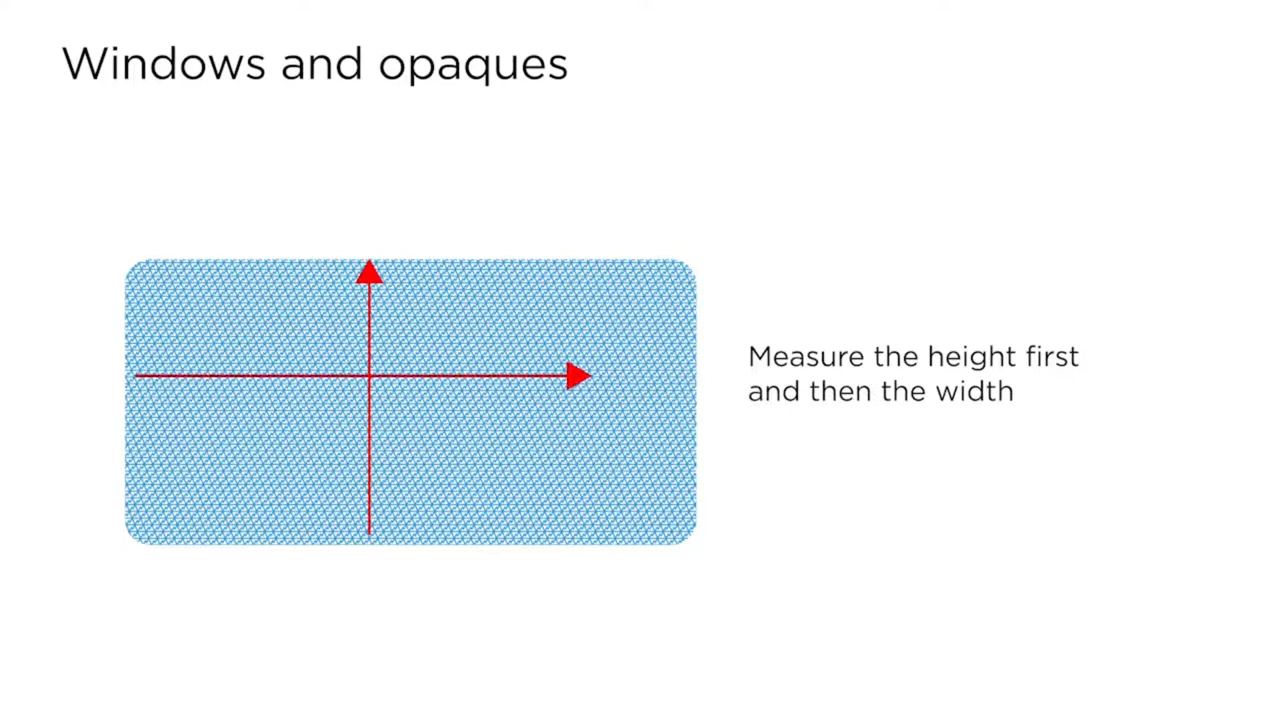 Windows and opaques
Measure the height first
and then the width